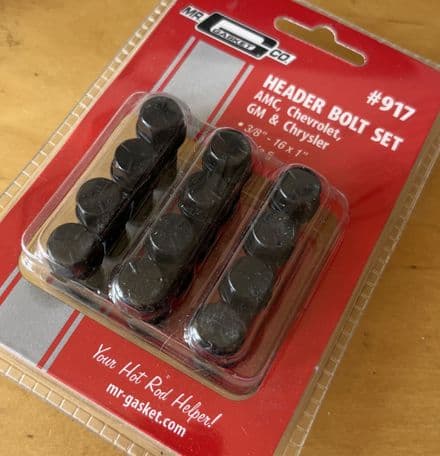 MR.
GASKET
CO.
#917
HEADER BOLT SET
AMC, Chevrolet,
GM & Chrysler
• 3/8" - 16 x 1"
Your Hot Rod Helper!
mr-gasket.com